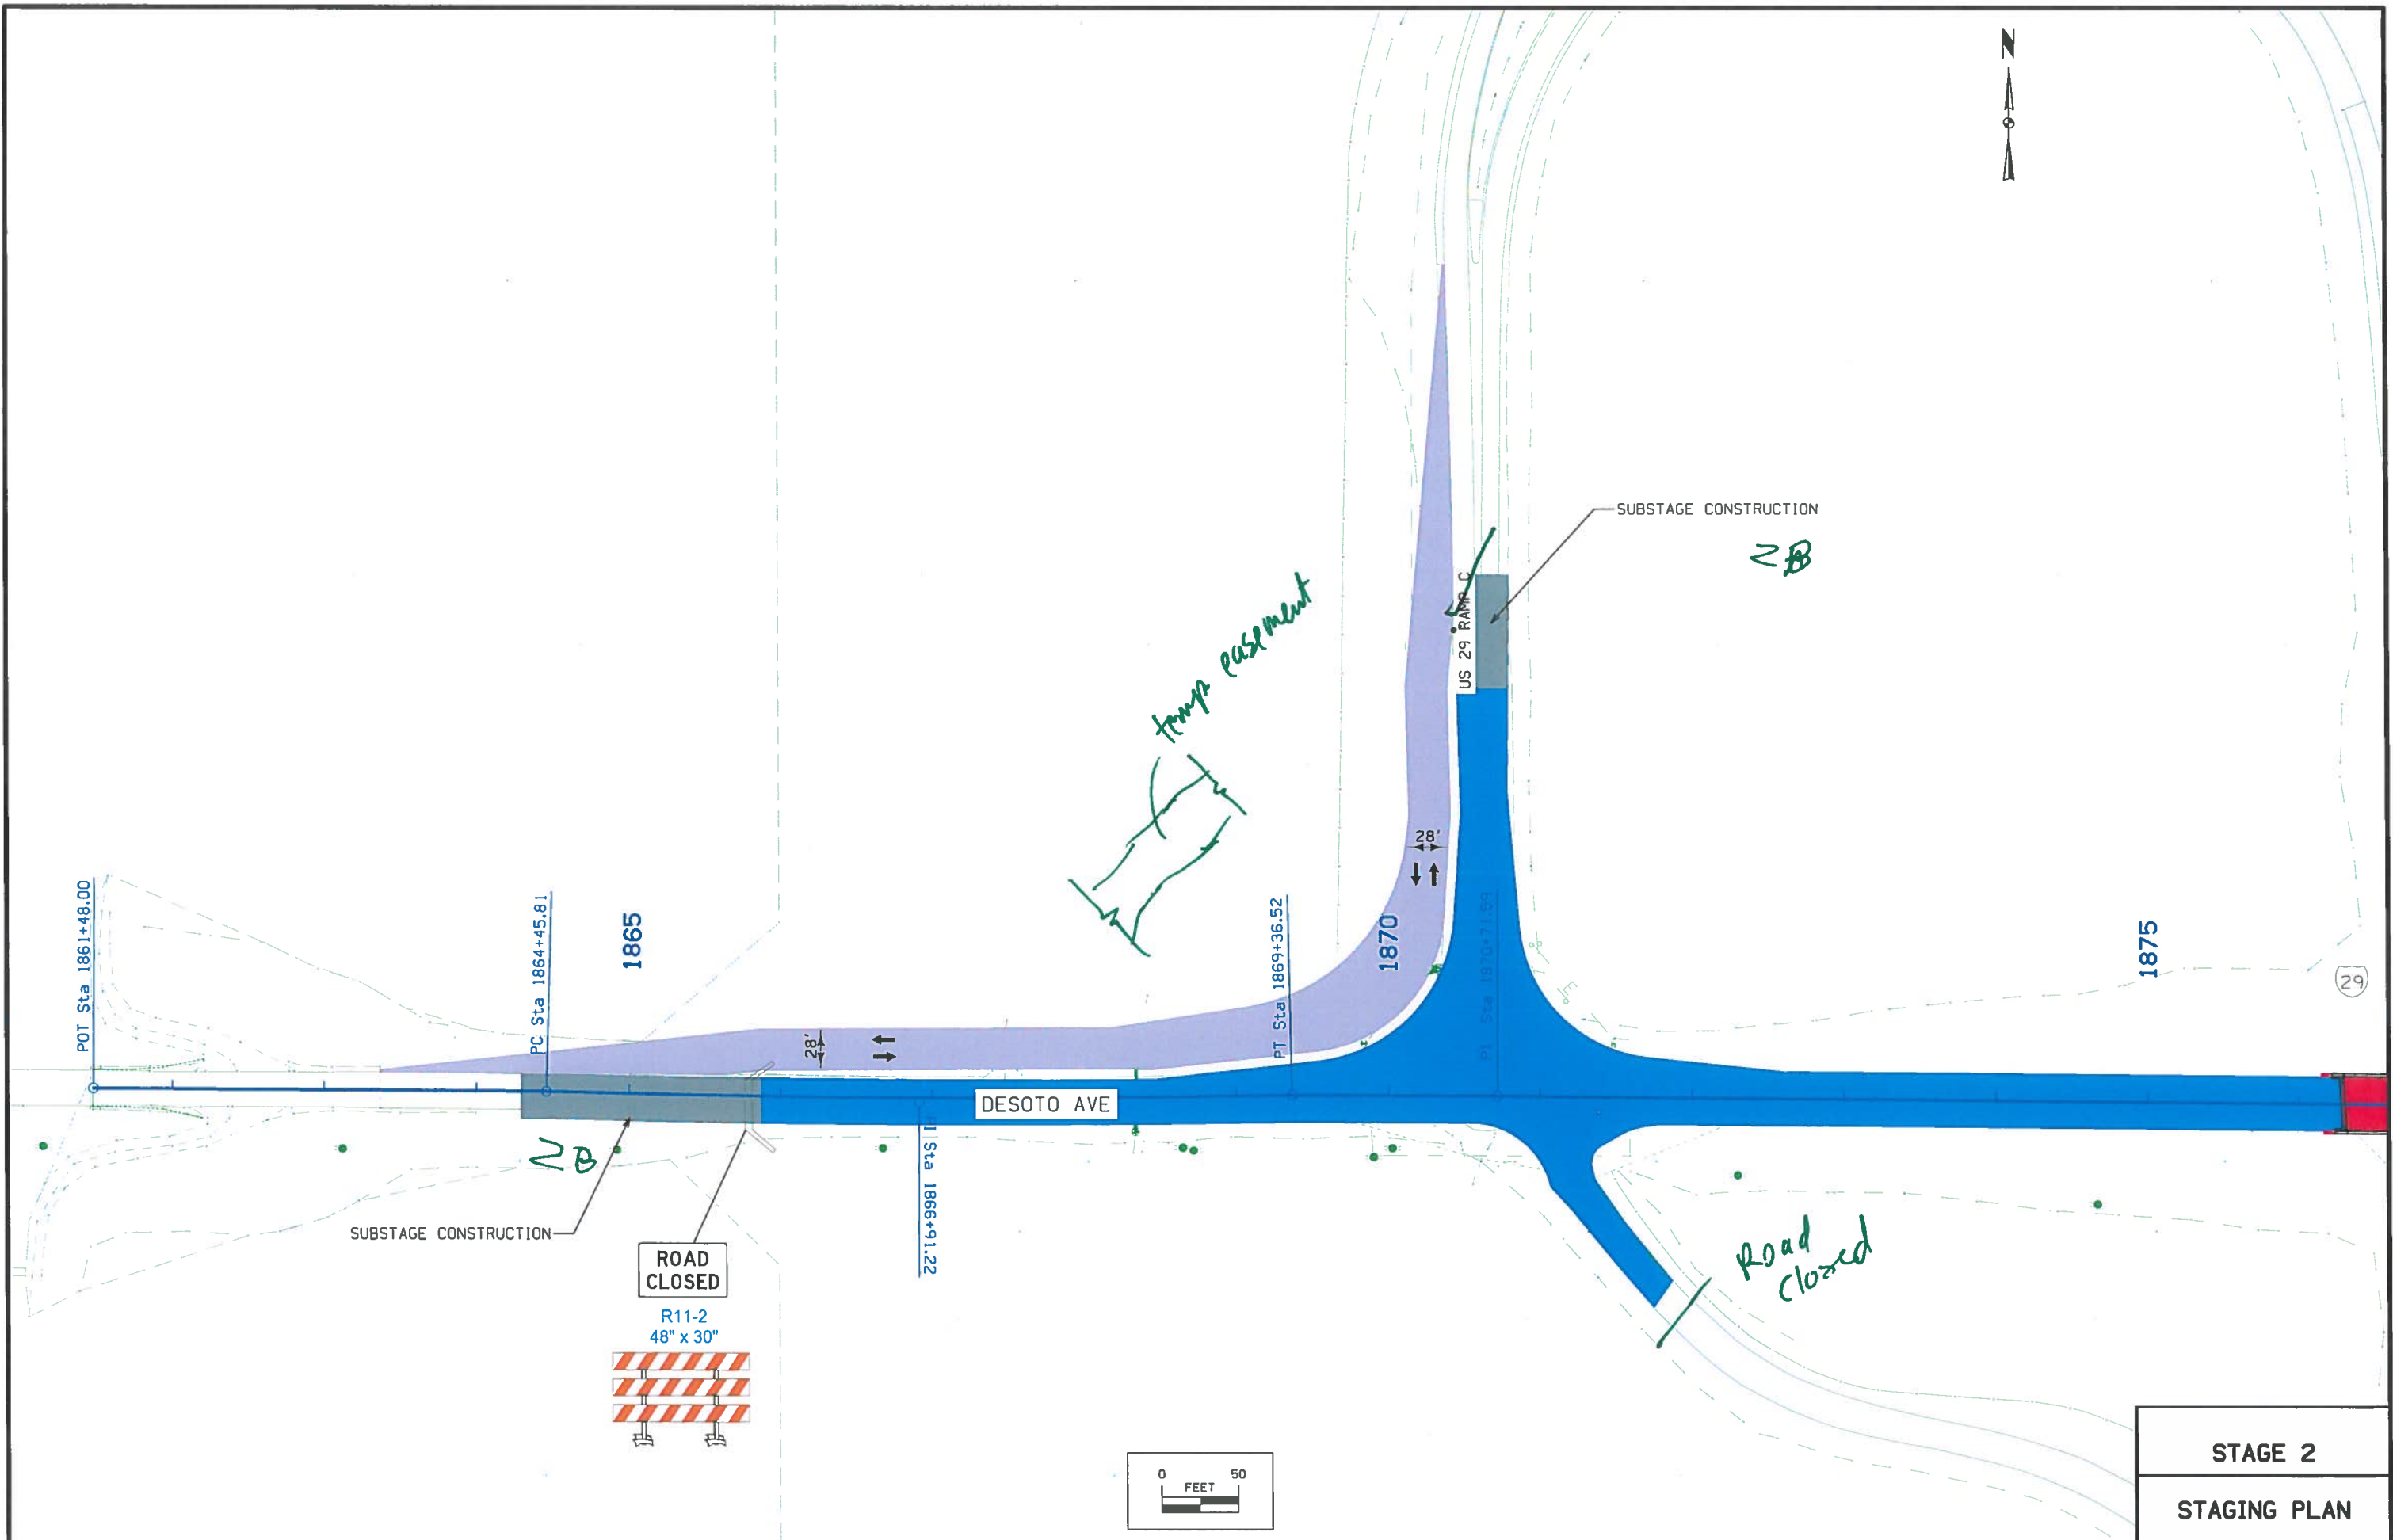 N
SUBSTAGE CONSTRUCTION
2B
US 29 RAMP C
temp easement
28'
POT Sta 1861+48.00
PC Sta 1864+45.81
1865
PT Sta 1869+36.52
1870
PI Sta 1870+71.69
1875
29
28'
DESOTO AVE
2B
PI Sta 1866+91.22
SUBSTAGE CONSTRUCTION
ROAD
CLOSED
R11-2
48" x 30"
Road
Closed
0 50
FEET
STAGE 2
STAGING PLAN